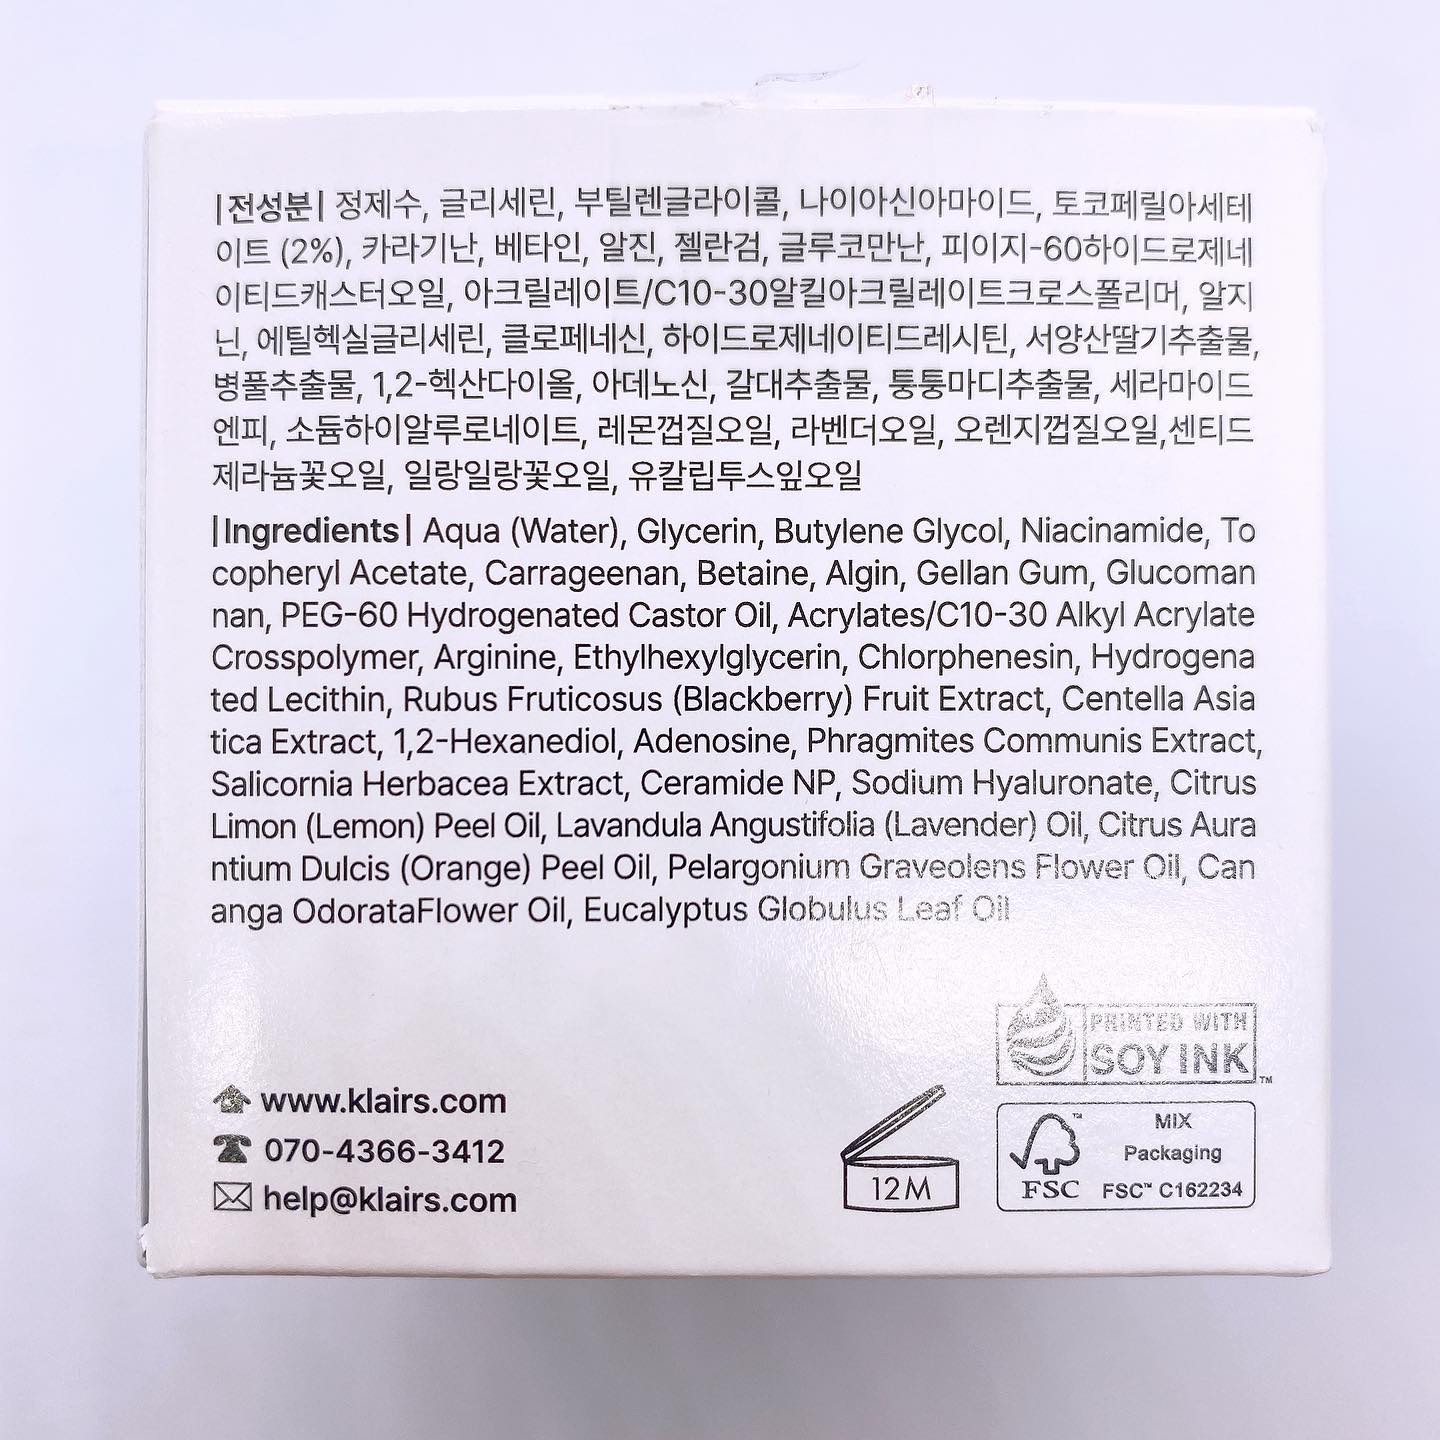 |전성분| 정제수, 글리세린, 부틸렌글라이콜, 나이아신아마이드, 토코페릴아세테
이트 (2%), 카라기난, 베타인, 알진, 젤란검, 글루코만난, 피이지-60하이드로제네
이티드캐스터오일, 아크릴레이트/C10-30알킬아크릴레이트크로스폴리머, 알지
닌, 에틸헥실글리세린, 클로페네신, 하이드로제네이티드레시틴, 서양산딸기추출물,
병풀추출물, 1,2-헥산다이올, 아데노신, 갈대추출물, 퉁퉁마디추출물, 세라마이드
엔피, 소듐하이알루로네이트, 레몬껍질오일, 라벤더오일, 오렌지껍질오일,센티드
제라늄꽃오일, 일랑일랑꽃오일, 유칼립투스잎오일
|Ingredients| Aqua (Water), Glycerin, Butylene Glycol, Niacinamide, To
copheryl Acetate, Carrageenan, Betaine, Algin, Gellan Gum, Glucoman
nan, PEG-60 Hydrogenated Castor Oil, Acrylates/C10-30 Alkyl Acrylate
Crosspolymer, Arginine, Ethylhexylglycerin, Chlorphenesin, Hydrogena
ted Lecithin, Rubus Fruticosus (Blackberry) Fruit Extract, Centella Asia
tica Extract, 1,2-Hexanediol, Adenosine, Phragmites Communis Extract,
Salicornia Herbacea Extract, Ceramide NP, Sodium Hyaluronate, Citrus
Limon (Lemon) Peel Oil, Lavandula Angustifolia (Lavender) Oil, Citrus Aura
ntium Dulcis (Orange) Peel Oil, Pelargonium Graveolens Flower Oil, Can
anga OdorataFlower Oil, Eucalyptus Globulus Leaf Oil
PRINTED WITH
SOY INK™
www.klairs.com
070-4366-3412
help@klairs.com
12M
FSC™
MIX
Packaging
FSC™ C162234